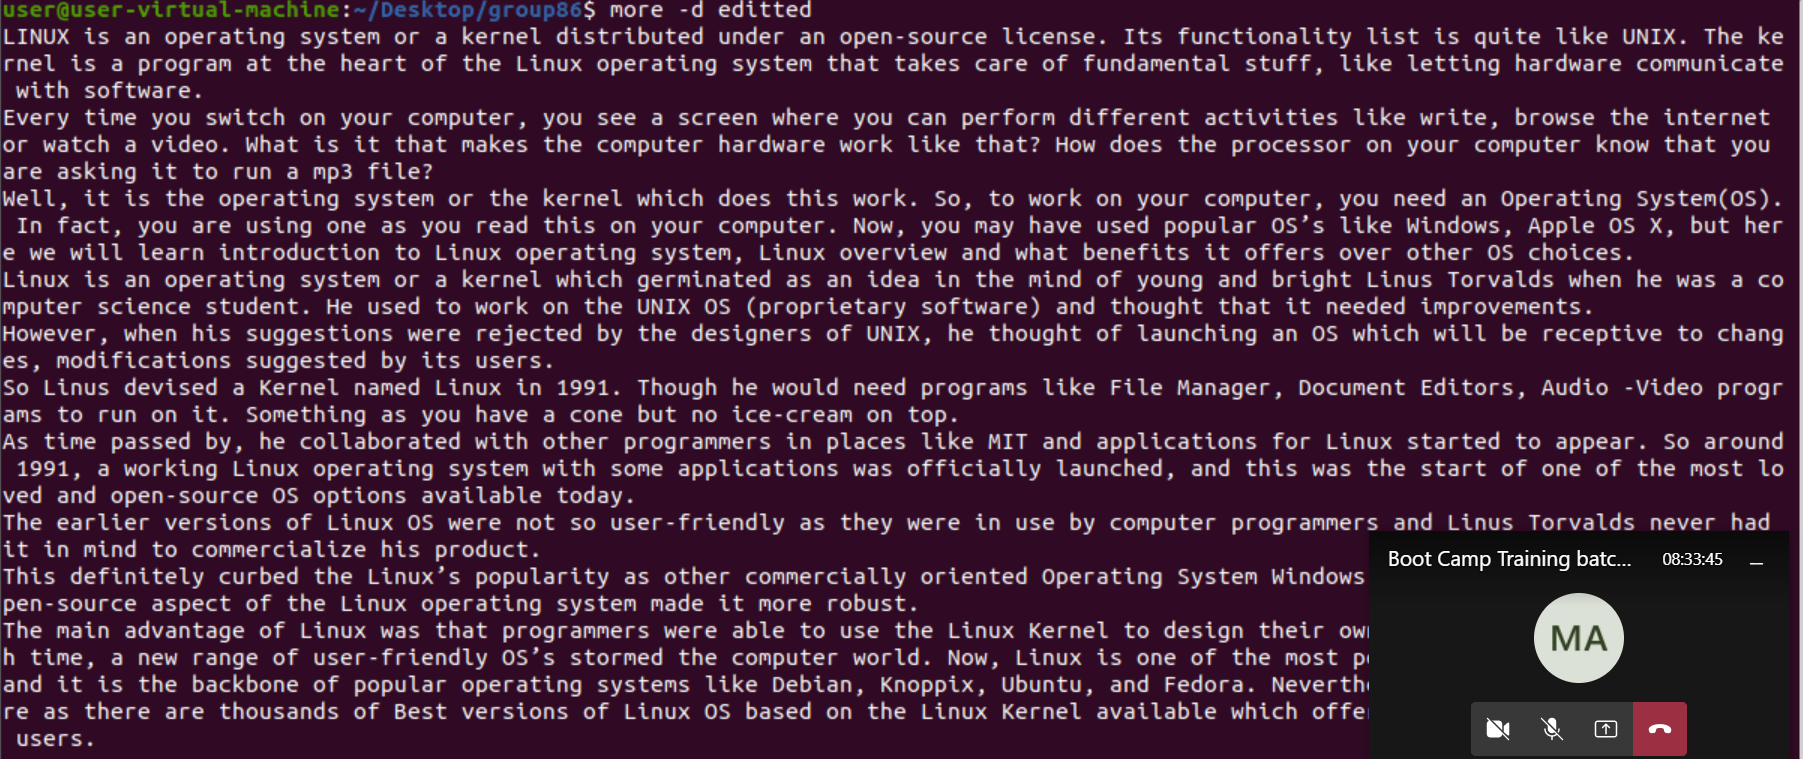 user@user-virtual-machine:~/Desktop/group86$ more -d editted
LINUX is an operating system or a kernel distributed under an open-source license. Its functionality list is quite like UNIX. The ke
rnel is a program at the heart of the Linux operating system that takes care of fundamental stuff, like letting hardware communicate
 with software.
Every time you switch on your computer, you see a screen where you can perform different activities like write, browse the internet
or watch a video. What is it that makes the computer hardware work like that? How does the processor on your computer know that you
are asking it to run a mp3 file?
Well, it is the operating system or the kernel which does this work. So, to work on your computer, you need an Operating System(OS).
 In fact, you are using one as you read this on your computer. Now, you may have used popular OS’s like Windows, Apple OS X, but her
e we will learn introduction to Linux operating system, Linux overview and what benefits it offers over other OS choices.
Linux is an operating system or a kernel which germinated as an idea in the mind of young and bright Linus Torvalds when he was a co
mputer science student. He used to work on the UNIX OS (proprietary software) and thought that it needed improvements.
However, when his suggestions were rejected by the designers of UNIX, he thought of launching an OS which will be receptive to chang
es, modifications suggested by its users.
So Linus devised a Kernel named Linux in 1991. Though he would need programs like File Manager, Document Editors, Audio -Video progr
ams to run on it. Something as you have a cone but no ice-cream on top.
As time passed by, he collaborated with other programmers in places like MIT and applications for Linux started to appear. So around
 1991, a working Linux operating system with some applications was officially launched, and this was the start of one of the most lo
ved and open-source OS options available today.
The earlier versions of Linux OS were not so user-friendly as they were in use by computer programmers and Linus Torvalds never had
it in mind to commercialize his product.
This definitely curbed the Linux’s popularity as other commercially oriented Operating System Windows
pen-source aspect of the Linux operating system made it more robust.
The main advantage of Linux was that programmers were able to use the Linux Kernel to design their
h time, a new range of user-friendly OS’s stormed the computer world. Now, Linux is one of the most
and it is the backbone of popular operating systems like Debian, Knoppix, Ubuntu, and Fedora.
re as there are thousands of Best versions of Linux OS based on the Linux Kernel available which
 users.
Boot Camp Training batc... 08:33:45
MA